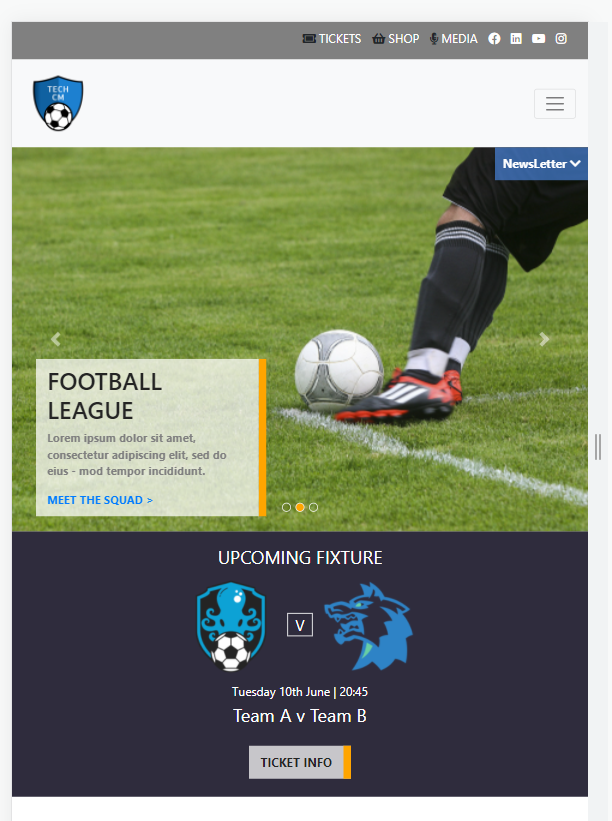 TICKETS SHOP MEDIA
TECH
CM
NewsLetter
FOOTBALL
LEAGUE
Lorem ipsum dolor sit amet,
consectetur adipiscing elit, sed do
eius - mod tempor incididunt.
MEET THE SQUAD >
UPCOMING FIXTURE
V
Tuesday 10th June | 20:45
Team A v Team B
TICKET INFO